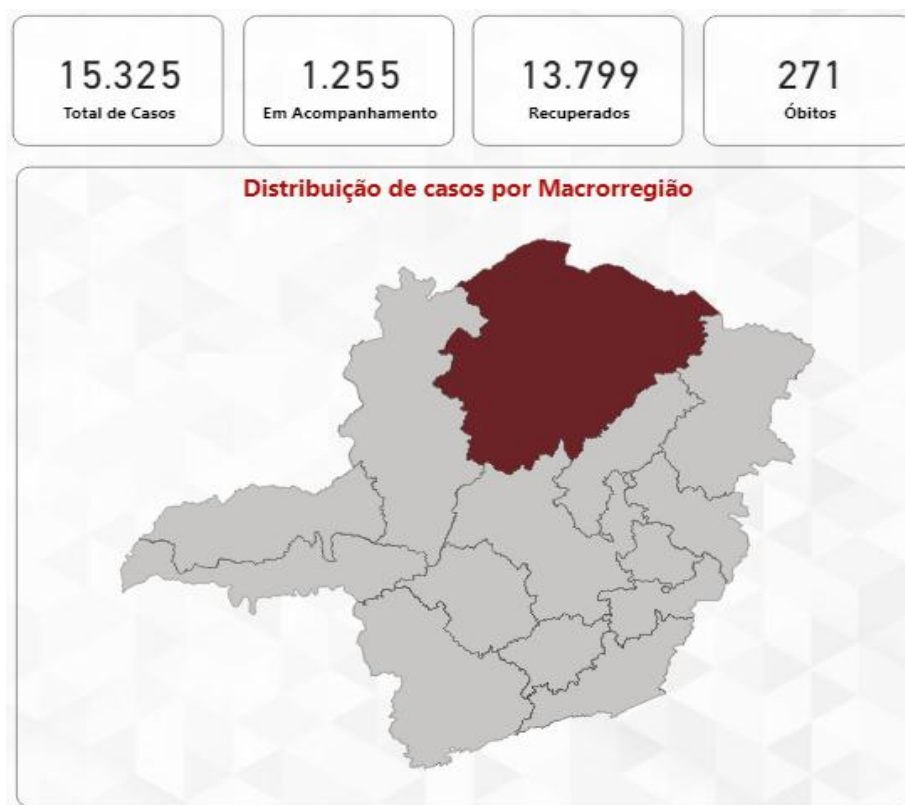 15.325
Total de Casos
1.255
Em Acompanhamento
13.799
Recuperados
271
Óbitos
Distribuição de casos por Macrorregião